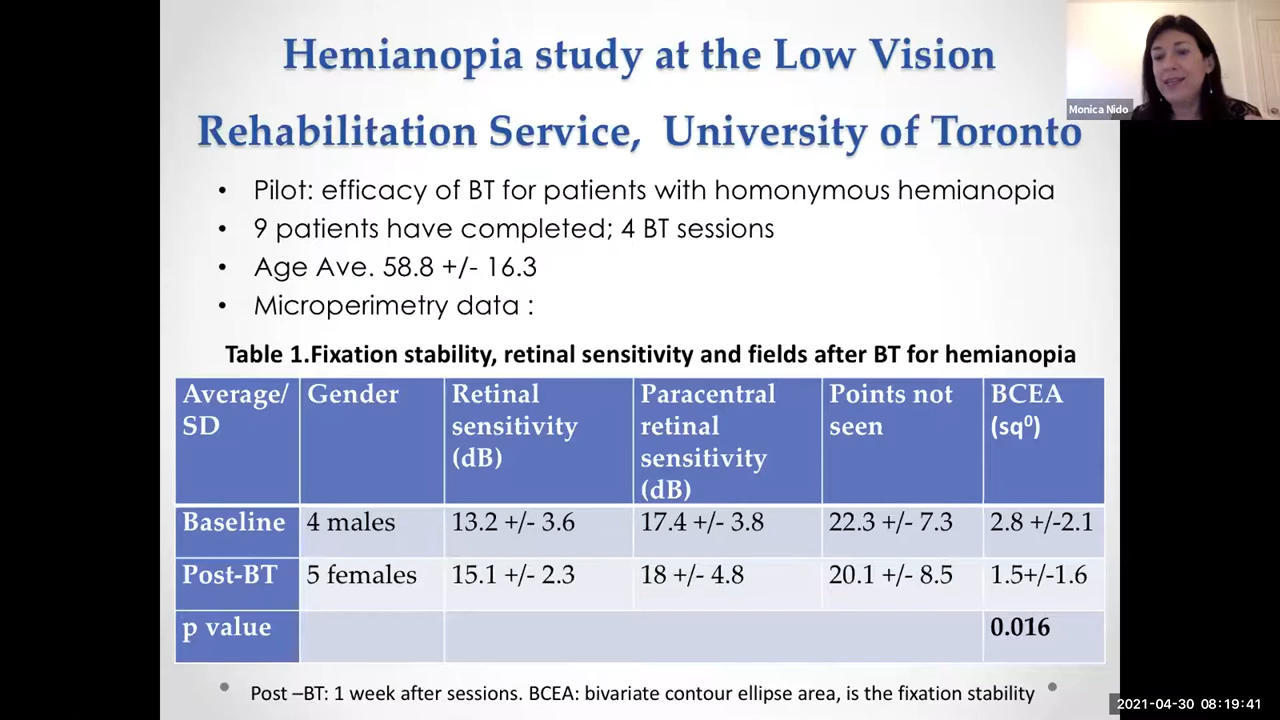 Hemianopia study at the Low Vision
Rehabilitation Service, University of Toronto
Monica Nido
• Pilot: efficacy of BT for patients with homonymous hemianopia
• 9 patients have completed; 4 BT sessions
• Age Ave. 58.8 +/- 16.3
• Microperimetry data :
Table 1.Fixation stability, retinal sensitivity and fields after BT for hemianopia
Average/ Gender Retinal Paracentral Points not BCEA
SD sensitivity retinal seen (sq⁰)
(dB) sensitivity
(dB)
Baseline 4 males 13.2 +/- 3.6 17.4 +/- 3.8 22.3 +/- 7.3 2.8 +/-2.1
Post-BT 5 females 15.1 +/- 2.3 18 +/- 4.8 20.1 +/- 8.5 1.5+/-1.6
p value 0.016
Post –BT: 1 week after sessions. BCEA: bivariate contour ellipse area, is the fixation stability
2021-04-30 08:19:41